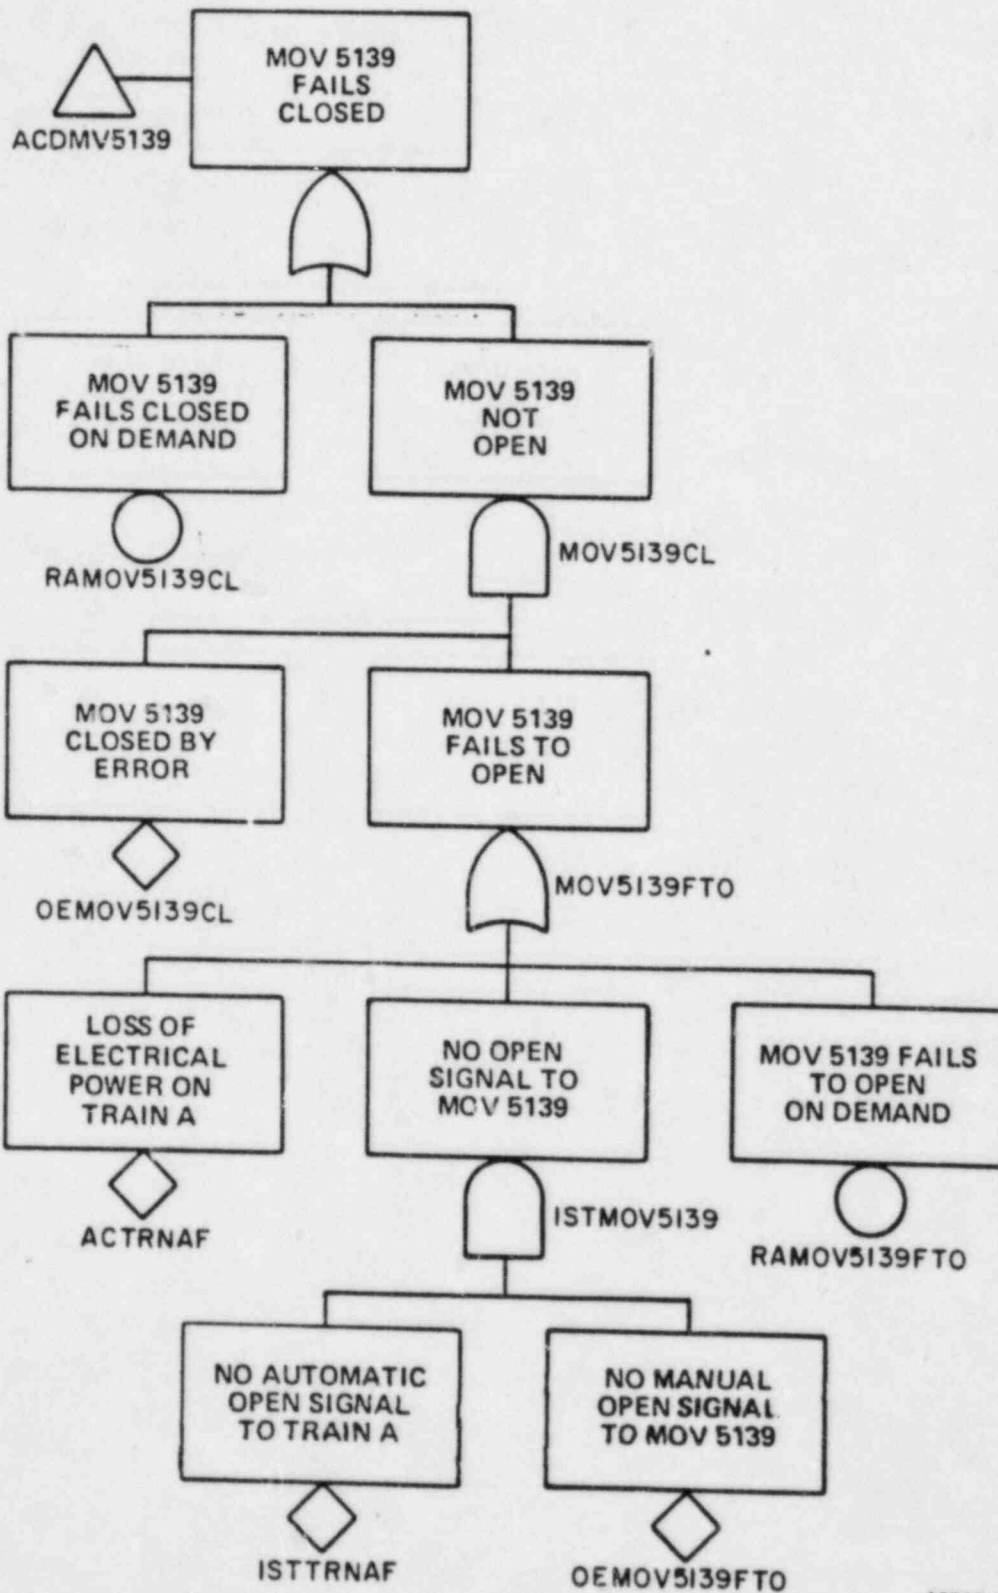 MOV 5139
FAILS
CLOSED
ACDMV5139
MOV 5139
FAILS CLOSED
ON DEMAND
MOV 5139
NOT
OPEN
RAMOV5139CL
MOV5139CL
MOV 5139
CLOSED BY
ERROR
MOV 5139
FAILS TO
OPEN
OEMOV5139CL
MOV5139FTO
LOSS OF
ELECTRICAL
POWER ON
TRAIN A
NO OPEN
SIGNAL TO
MOV 5139
MOV 5139 FAILS
TO OPEN
ON DEMAND
ACTRNAF
ISTMOV5139
RAMOV5139FTO
NO AUTOMATIC
OPEN SIGNAL
TO TRAIN A
NO MANUAL
OPEN SIGNAL
TO MOV 5139
ISTTRNAF
OEMOV5139FTO